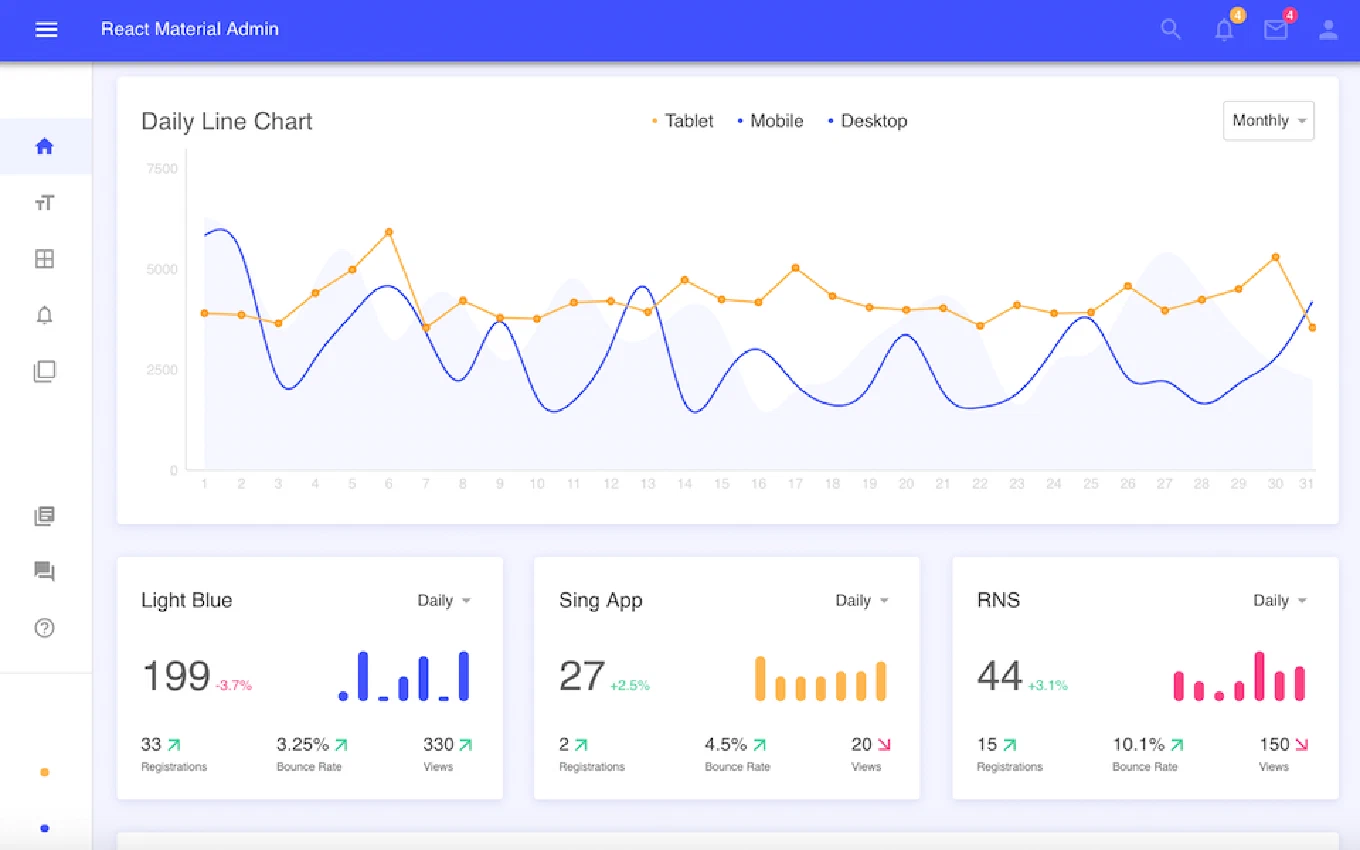 React Material Admin
4
4
Daily Line Chart
Tablet Mobile Desktop
Monthly
7500
5000
2500
0
1 2 3 4 5 6 7 8 9 10 11 12 13 14 15 16 17 18 19 20 21 22 23 24 25 26 27 28 29 30 31
Light Blue Daily
199 -3.7%
33 3.25% 330
Registrations Bounce Rate Views
Sing App Daily
27 +2.5%
2 4.5% 20
Registrations Bounce Rate Views
RNS Daily
44 +3.1%
15 10.1% 150
Registrations Bounce Rate Views